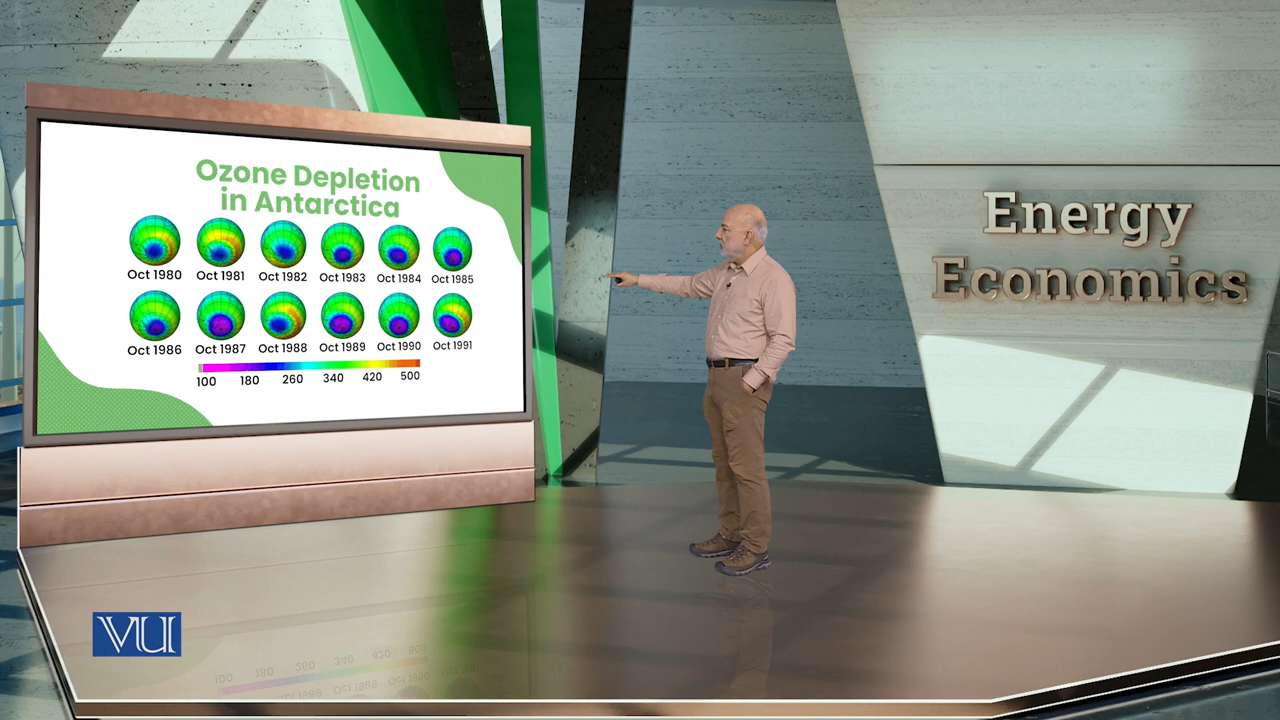 Ozone Depletion
in Antarctica
Oct 1980 Oct 1981 Oct 1982 Oct 1983 Oct 1984 Oct 1985
Oct 1986 Oct 1987 Oct 1988 Oct 1989 Oct 1990 Oct 1991
100 180 260 340 420 500
Energy
Economics
VU